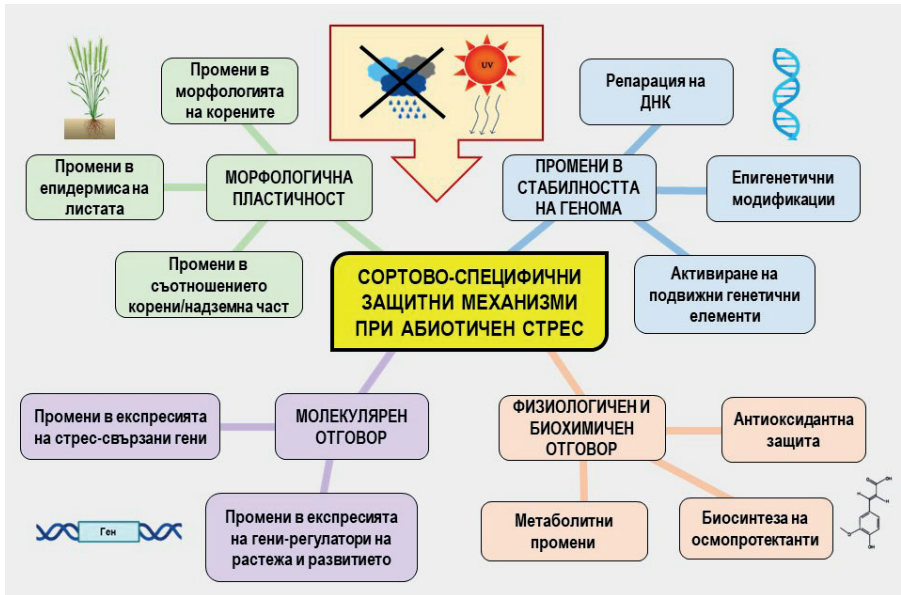 UV
Промени в
морфологията
на корените
Промени в
епидермиса на
листата
МОРФОЛОГИЧНА
ПЛАСТИЧНОСТ
Промени в
съотношението
корени/надземна част
Репарация на
ДНК
ПРОМЕНИ В
СТАБИЛНОСТТА
НА ГЕНОМА
Епигенетични
модификации
Активиране на
подвижни генетични
елементи
СОРТОВО-СПЕЦИФИЧНИ
ЗАЩИТНИ МЕХАНИЗМИ
ПРИ АБИОТИЧЕН СТРЕС
Промени в експресията
на стрес-свързани гени
МОЛЕКУЛЯРЕН
ОТГОВОР
Промени в експресията
на гени-регулатори на
растежа и развитието
Ген
ФИЗИОЛОГИЧЕН И
БИОХИМИЧЕН
ОТГОВОР
Антиоксидантна
защита
Метаболитни
промени
Биосинтеза на
осмопротектанти
O
OH
H
H
O
OH